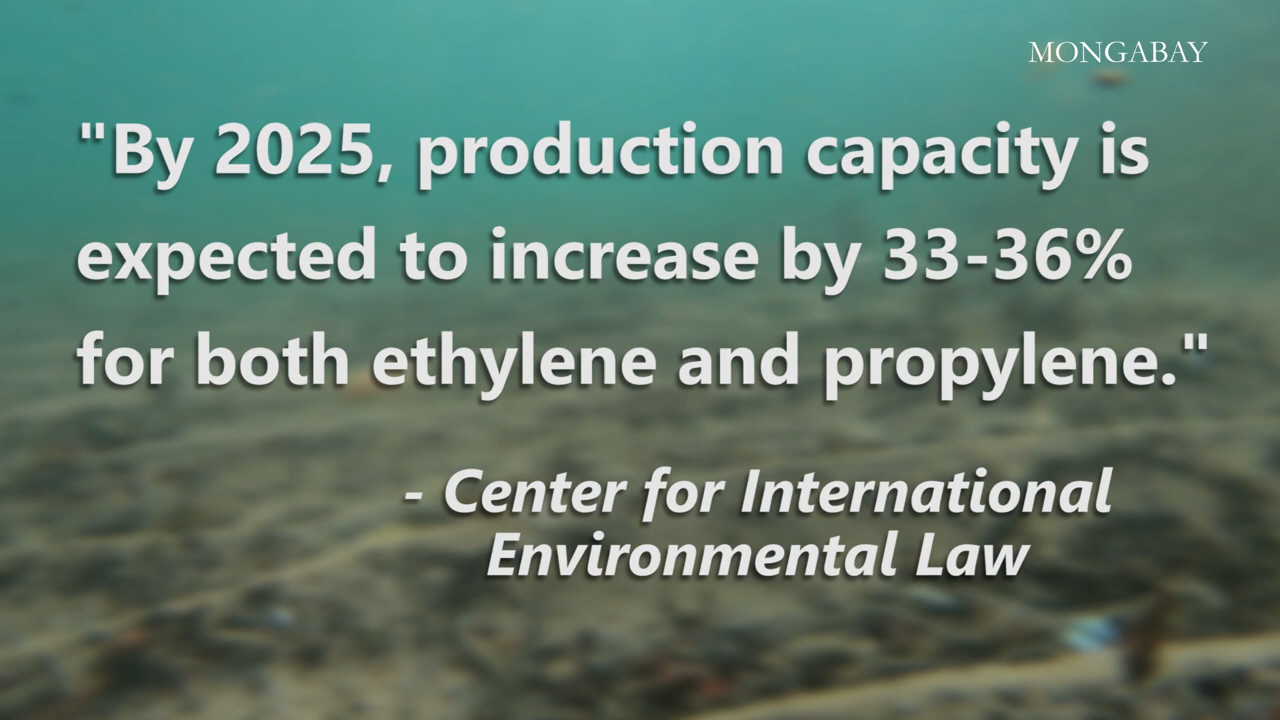 MONGABAY
"By 2025, production capacity is
expected to increase by 33-36%
for both ethylene and propylene."
- Center for International
Environmental Law